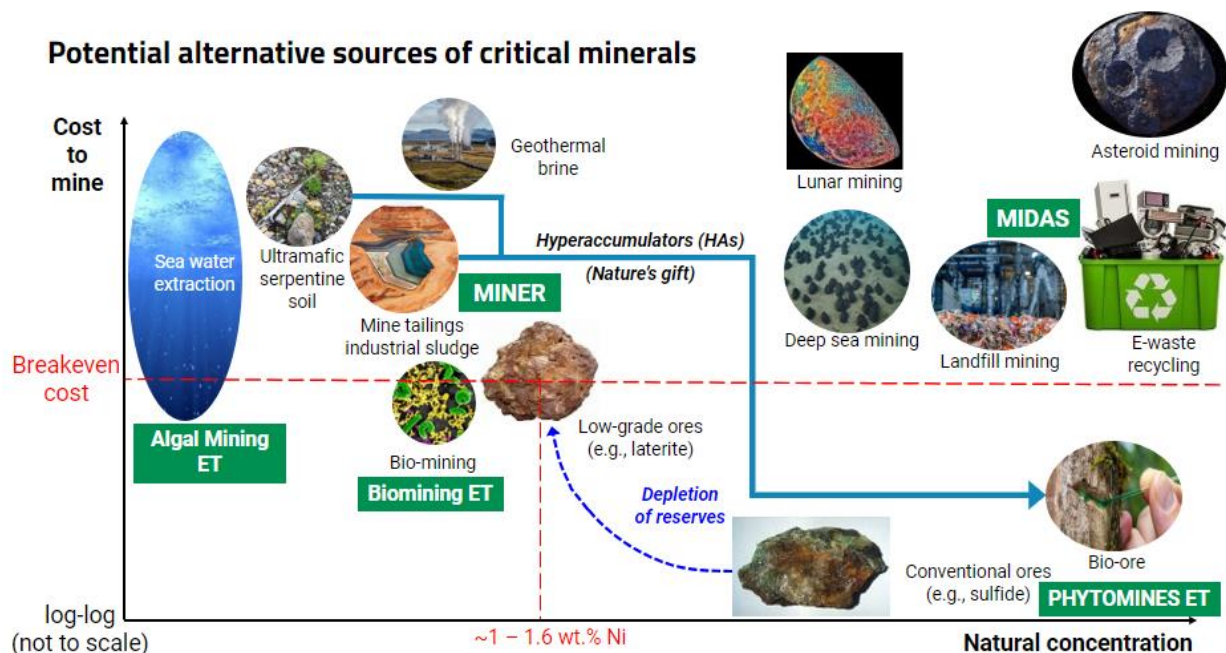 Potential alternative sources of critical minerals
Cost
to
mine
Geothermal
brine
Lunar mining
Asteroid mining
Sea water
extraction
Ultramafic
serpentine
soil
Hyperaccumulators (HAs)
(Nature's gift)
MIDAS
MINER
Mine tailings
industrial sludge
Deep sea mining
Landfill mining
E-waste
recycling
Breakeven
cost
Algal Mining
ET
Bio-mining
Biomining ET
Low-grade ores
(e.g., laterite)
Depletion
of reserves
Conventional ores
(e.g., sulfide)
Bio-ore
PHYTOMINES ET
log-log
(not to scale)
~1 – 1.6 wt.% Ni
Natural concentration